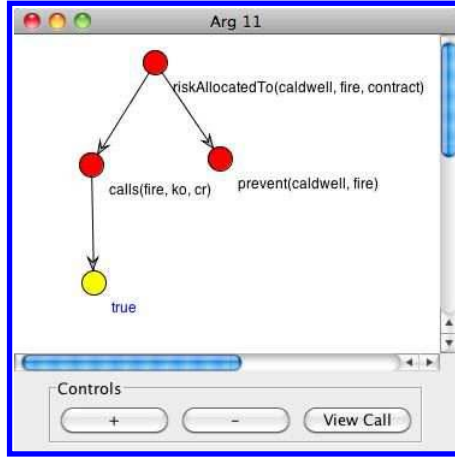 Arg 11
riskAllocatedTo(caldwell, fire, contract)
calls(fire, ko, cr)
prevent(caldwell, fire)
true
Controls
+
-
View Call